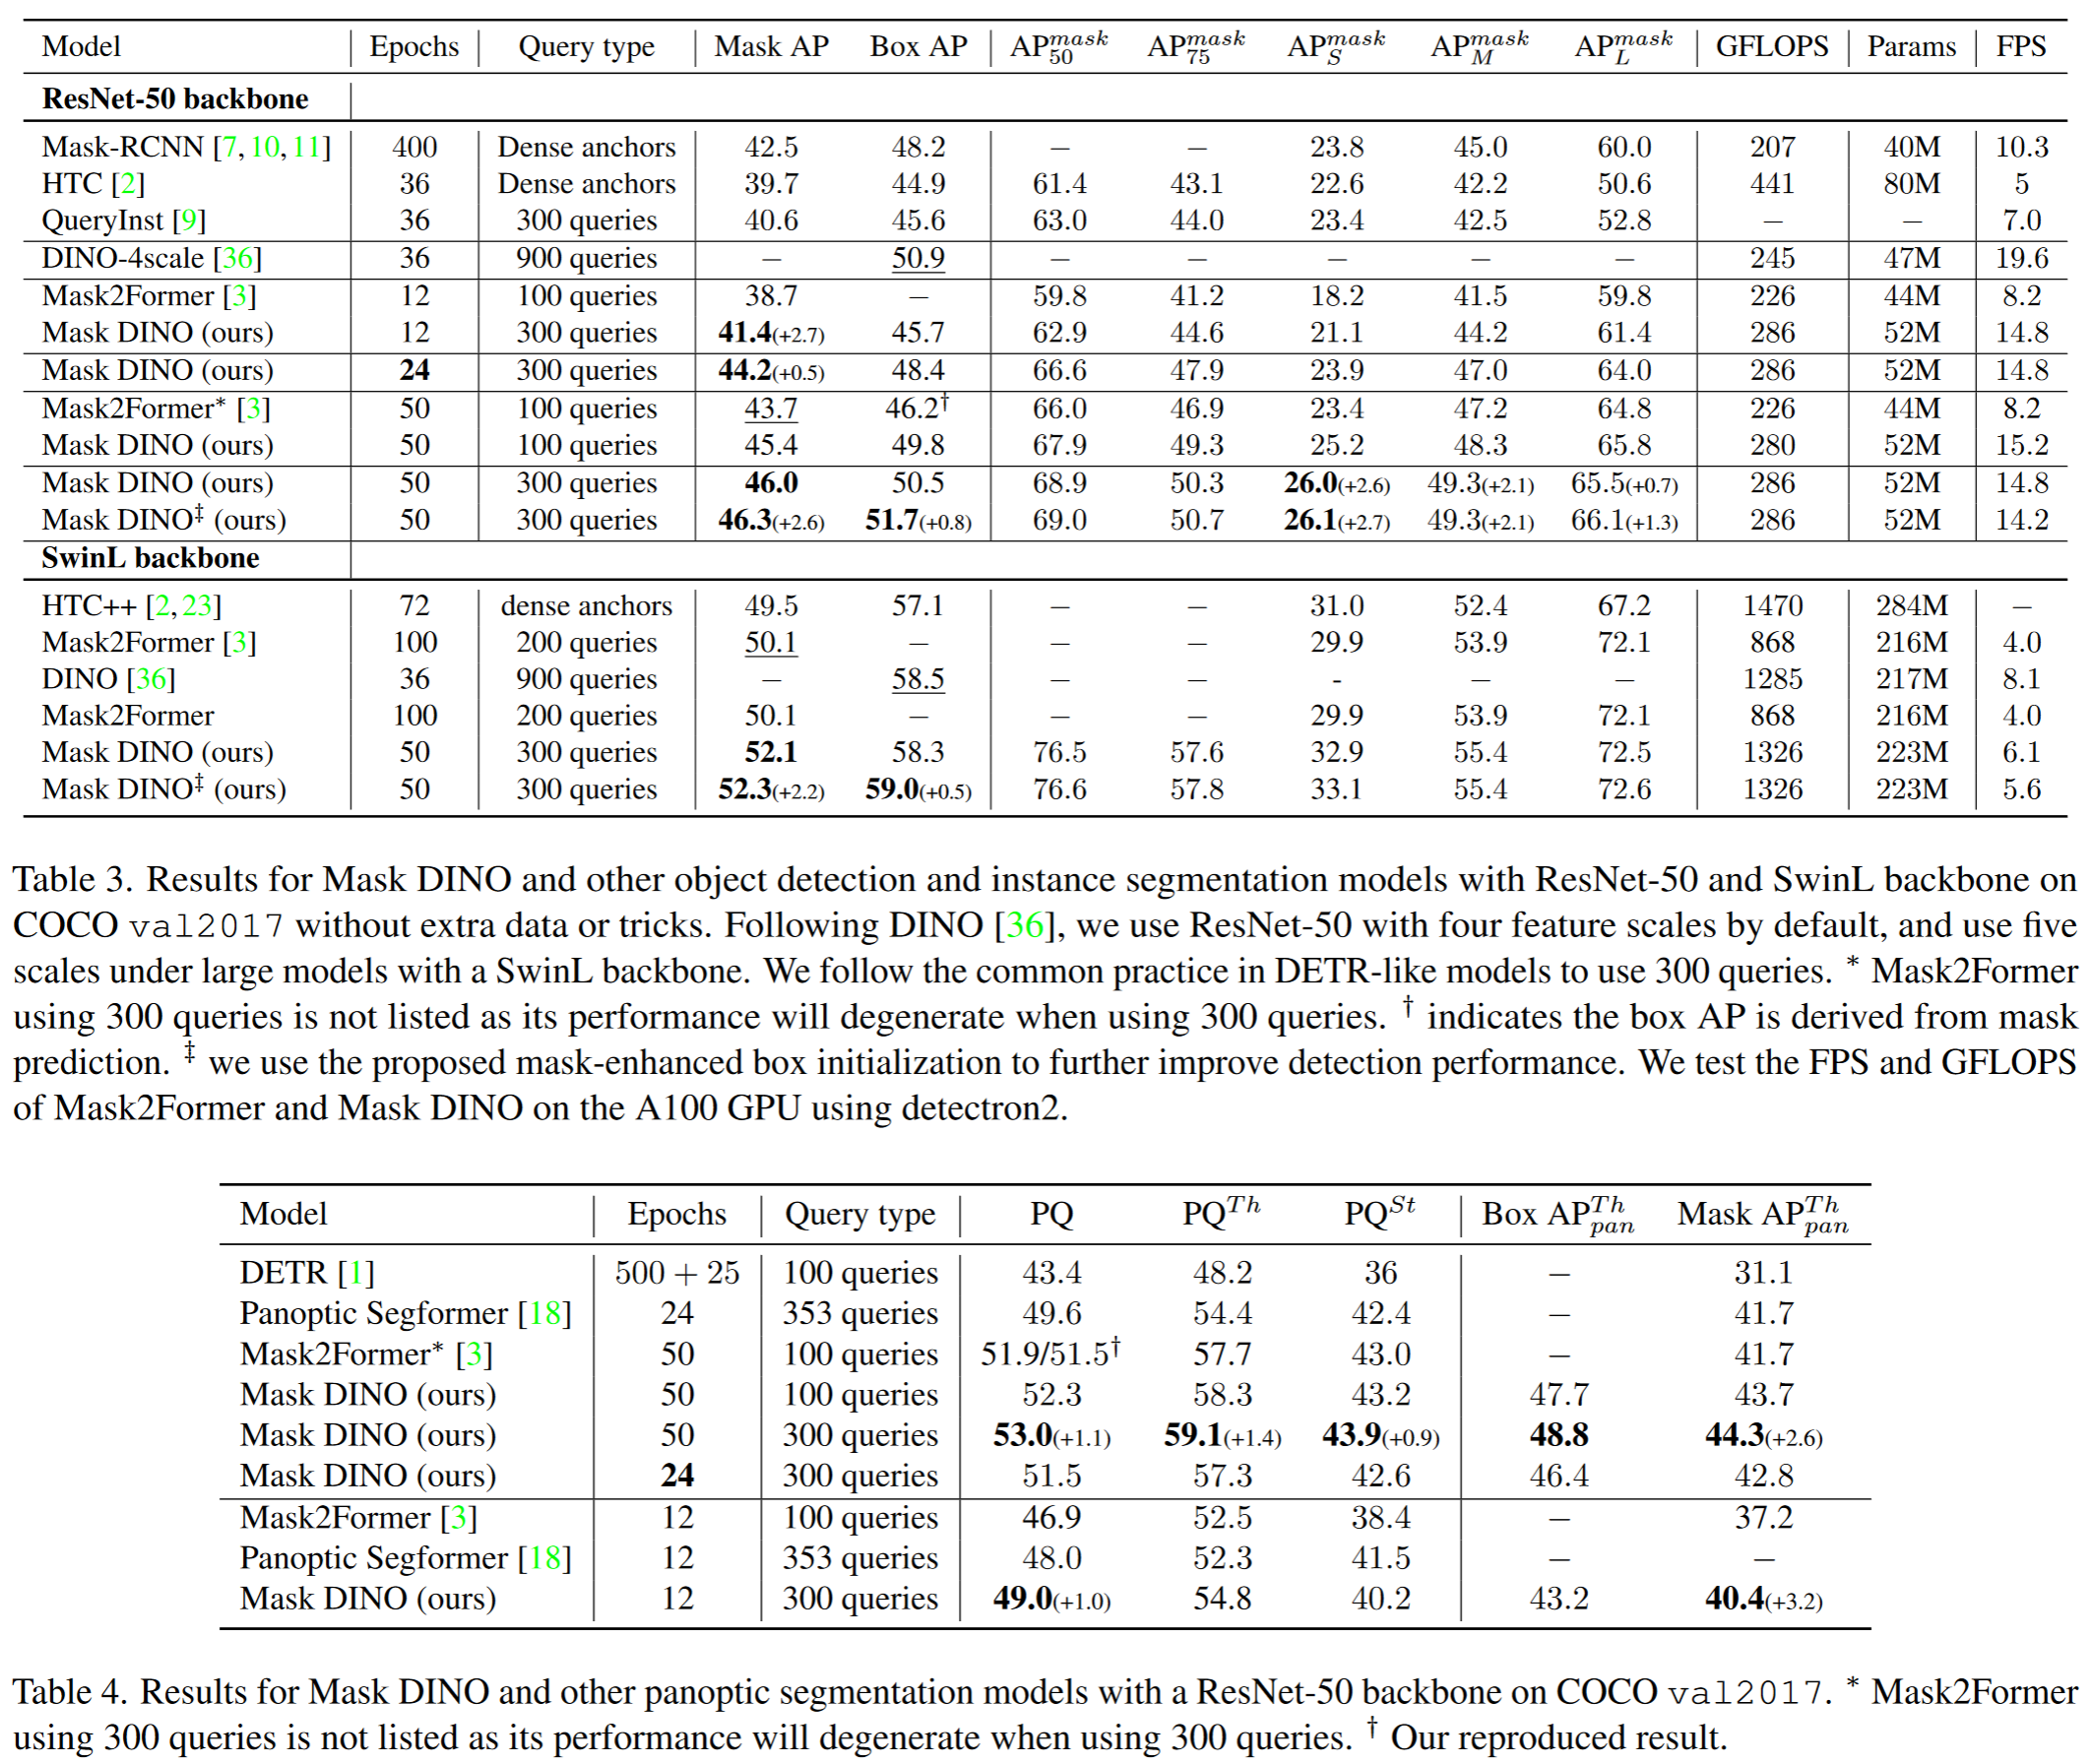 Model Epochs Query type Mask AP Box AP AP_50^mask AP_75^mask AP_S^mask AP_M^mask AP_L^mask GFLOPS Params FPS
ResNet-50 backbone
Mask-RCNN [7, 10, 11] 400 Dense anchors 42.5 48.2 − − 23.8 45.0 60.0 207 40M 10.3
HTC [2] 36 Dense anchors 39.7 44.9 61.4 43.1 22.6 42.2 50.6 441 80M 5
QueryInst [9] 36 300 queries 40.6 45.6 63.0 44.0 23.4 42.5 52.8 − − 7.0
DINO-4scale [36] 36 900 queries − 50.9 − − − − − 245 47M 19.6
Mask2Former [3] 12 100 queries 38.7 − 59.8 41.2 18.2 41.5 59.8 226 44M 8.2
Mask DINO (ours) 12 300 queries 41.4(+2.7) 45.7 62.9 44.6 21.1 44.2 61.4 286 52M 14.8
Mask DINO (ours) 24 300 queries 44.2(+0.5) 48.4 66.6 47.9 23.9 47.0 64.0 286 52M 14.8
Mask2Former* [3] 50 100 queries 43.7 46.2† 66.0 46.9 23.4 47.2 64.8 226 44M 8.2
Mask DINO (ours) 50 100 queries 45.4 49.8 67.9 49.3 25.2 48.3 65.8 280 52M 15.2
Mask DINO (ours) 50 300 queries 46.0 50.5 68.9 50.3 26.0(+2.6) 49.3(+2.1) 65.5(+0.7) 286 52M 14.8
Mask DINO‡ (ours) 50 300 queries 46.3(+2.6) 51.7(+0.8) 69.0 50.7 26.1(+2.7) 49.3(+2.1) 66.1(+1.3) 286 52M 14.2
SwinL backbone
HTC++ [2, 23] 72 dense anchors 49.5 57.1 − − 31.0 52.4 67.2 1470 284M −
Mask2Former [3] 100 200 queries 50.1 − − − 29.9 53.9 72.1 868 216M 4.0
DINO [36] 36 900 queries − 58.5 − − - − − 1285 217M 8.1
Mask2Former 100 200 queries 50.1 − − − 29.9 53.9 72.1 868 216M 4.0
Mask DINO (ours) 50 300 queries 52.1 58.3 76.5 57.6 32.9 55.4 72.5 1326 223M 6.1
Mask DINO‡ (ours) 50 300 queries 52.3(+2.2) 59.0(+0.5) 76.6 57.8 33.1 55.4 72.6 1326 223M 5.6
Table 3. Results for Mask DINO and other object detection and instance segmentation models with ResNet-50 and SwinL backbone on
COCO val2017 without extra data or tricks. Following DINO [36], we use ResNet-50 with four feature scales by default, and use five
scales under large models with a SwinL backbone. We follow the common practice in DETR-like models to use 300 queries. * Mask2Former
using 300 queries is not listed as its performance will degenerate when using 300 queries. † indicates the box AP is derived from mask
prediction. ‡ we use the proposed mask-enhanced box initialization to further improve detection performance. We test the FPS and GFLOPS
of Mask2Former and Mask DINO on the A100 GPU using detectron2.
Model Epochs Query type PQ PQ^Th PQ^St Box AP_pan^Th Mask AP_pan^Th
DETR [1] 500 + 25 100 queries 43.4 48.2 36 − 31.1
Panoptic Segformer [18] 24 353 queries 49.6 54.4 42.4 − 41.7
Mask2Former* [3] 50 100 queries 51.9/51.5† 57.7 43.0 − 41.7
Mask DINO (ours) 50 100 queries 52.3 58.3 43.2 47.7 43.7
Mask DINO (ours) 50 300 queries 53.0(+1.1) 59.1(+1.4) 43.9(+0.9) 48.8 44.3(+2.6)
Mask DINO (ours) 24 300 queries 51.5 57.3 42.6 46.4 42.8
Mask2Former [3] 12 100 queries 46.9 52.5 38.4 − 37.2
Panoptic Segformer [18] 12 353 queries 48.0 52.3 41.5 − −
Mask DINO (ours) 12 300 queries 49.0(+1.0) 54.8 40.2 43.2 40.4(+3.2)
Table 4. Results for Mask DINO and other panoptic segmentation models with a ResNet-50 backbone on COCO val2017. * Mask2Former
using 300 queries is not listed as its performance will degenerate when using 300 queries. † Our reproduced result.